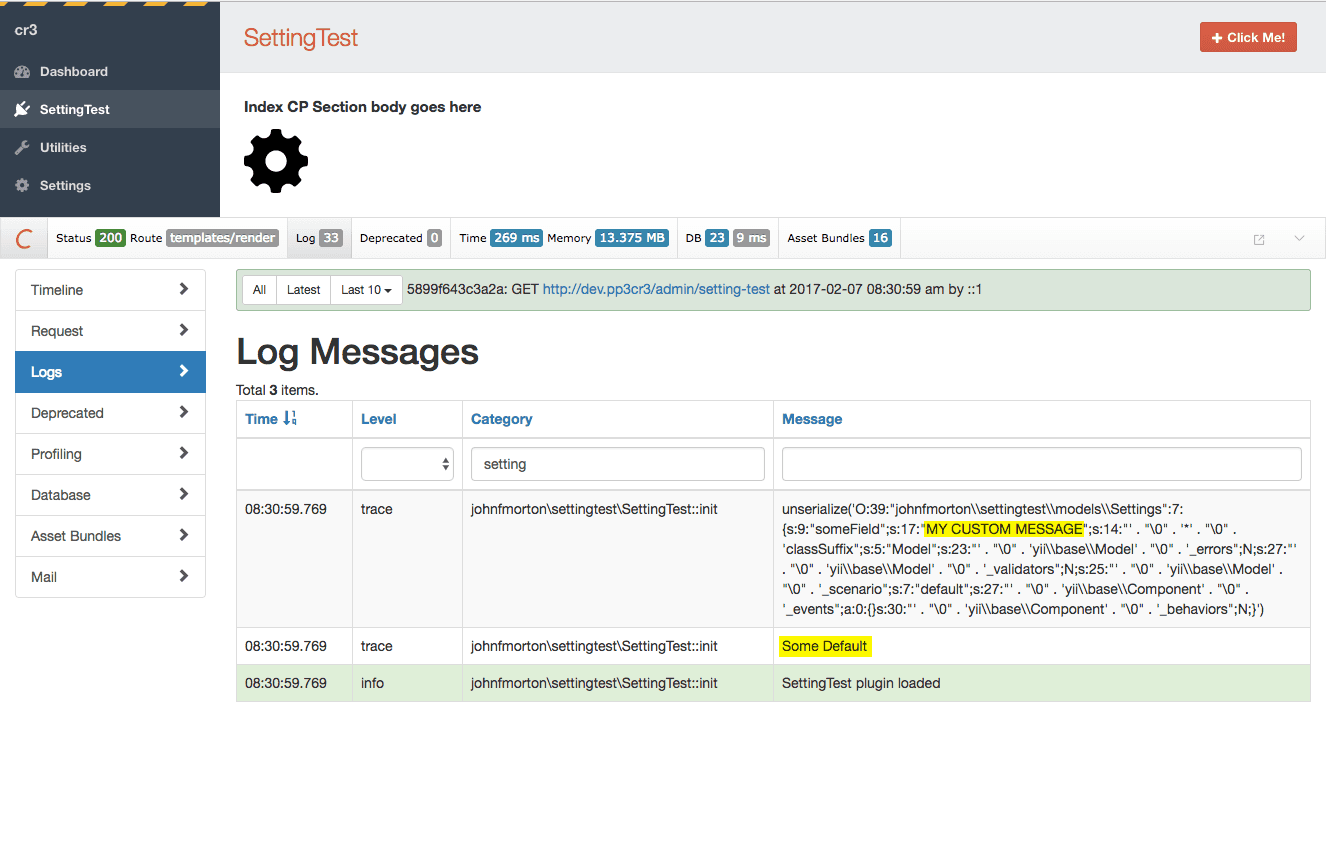 cr3
Dashboard
SettingTest
Utilities
Settings
SettingTest
Click Me!
Index CP Section body goes here
Status 200 Route templates/render Log 33 Deprecated 0 Time 269 ms Memory 13.375 MB DB 23 9 ms Asset Bundles 16
Timeline
Request
Logs
Deprecated
Profiling
Database
Asset Bundles
Mail
All Latest Last 10 5899f643c3a2a: GET http://dev.pp3cr3/admin/setting-test at 2017-02-07 08:30:59 am by ::1
Log Messages
Total 3 items.
Time Level Category Message
setting
08:30:59.769 trace johnfmorton\settingtest\SettingTest::init unserialize('O:39:"johnfmorton\\settingtest\\models\\Settings":7:
{s:9:"someField";s:17:"MY CUSTOM MESSAGE";s:14:"' . "\0" . '*' . "\0" .
'classSuffix";s:5:"Model";s:23:"' . "\0" . 'yii\\base\\Model' . "\0" . '_errors";N;s:27:"'
. "\0" . 'yii\\base\\Model' . "\0" . '_validators";N;s:25:"' . "\0" . 'yii\\base\\Model' .
"\0" . '_scenario";s:7:"default";s:27:"' . "\0" . 'yii\\base\\Component' . "\0" .
'_events";a:0:{}s:30:"' . "\0" . 'yii\\base\\Component' . "\0" . '_behaviors";N;}')
08:30:59.769 trace johnfmorton\settingtest\SettingTest::init Some Default
08:30:59.769 info johnfmorton\settingtest\SettingTest::init SettingTest plugin loaded